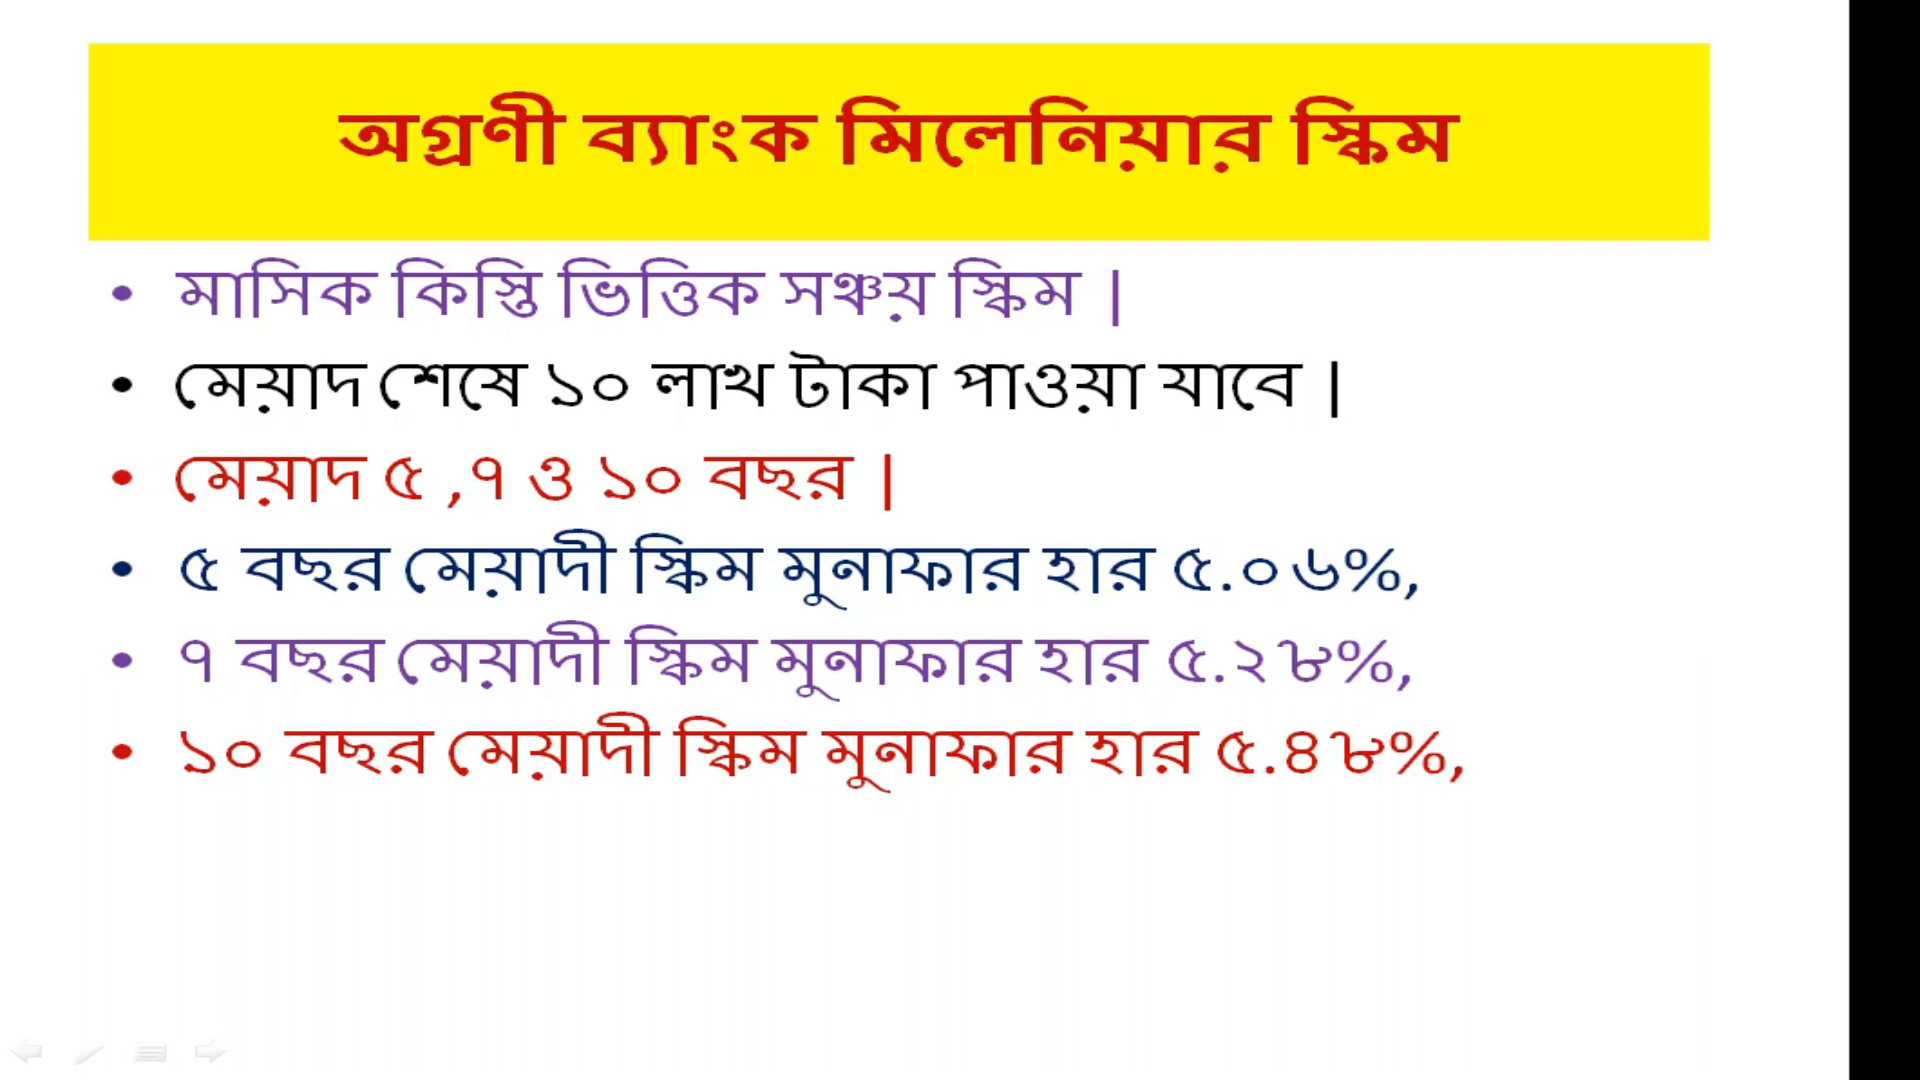 অগ্রণী ব্যাংক মিলেনিয়ার স্কিম
• মাসিক কিস্তি ভিত্তিক সঞ্চয় স্কিম |
• মেয়াদ শেষে ১০ লাখ টাকা পাওয়া যাবে |
• মেয়াদ ৫ ,৭ ও ১০ বছর |
• ৫ বছর মেয়াদী স্কিম মুনাফার হার ৫.০৬%,
• ৭ বছর মেয়াদী স্কিম মুনাফার হার ৫.২৮%,
• ১০ বছর মেয়াদী স্কিম মুনাফার হার ৫.৪৮%,